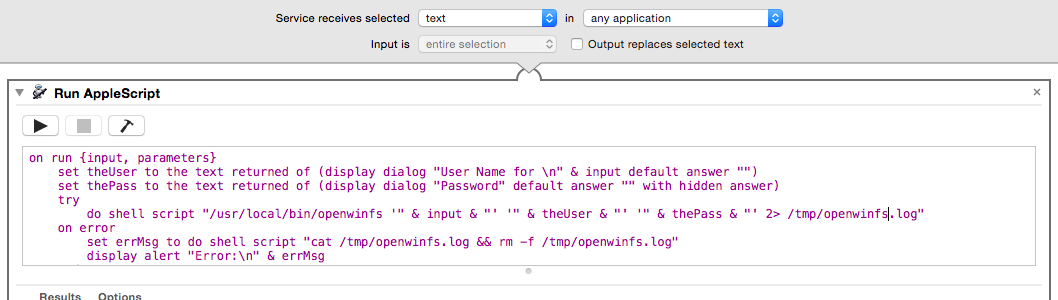 Service receives selected text in any application
Input is entire selection Output replaces selected text
Run AppleScript
on run {input, parameters}
set theUser to the text returned of (display dialog "User Name for \n" & input default answer "")
set thePass to the text returned of (display dialog "Password" default answer "" with hidden answer)
try
do shell script "/usr/local/bin/openwinfs '" & input & "' '" & theUser & "' '" & thePass & "' 2> /tmp/openwinfs.log"
on error
set errMsg to do shell script "cat /tmp/openwinfs.log && rm -f /tmp/openwinfs.log"
display alert "Error:\n" & errMsg
Results Options